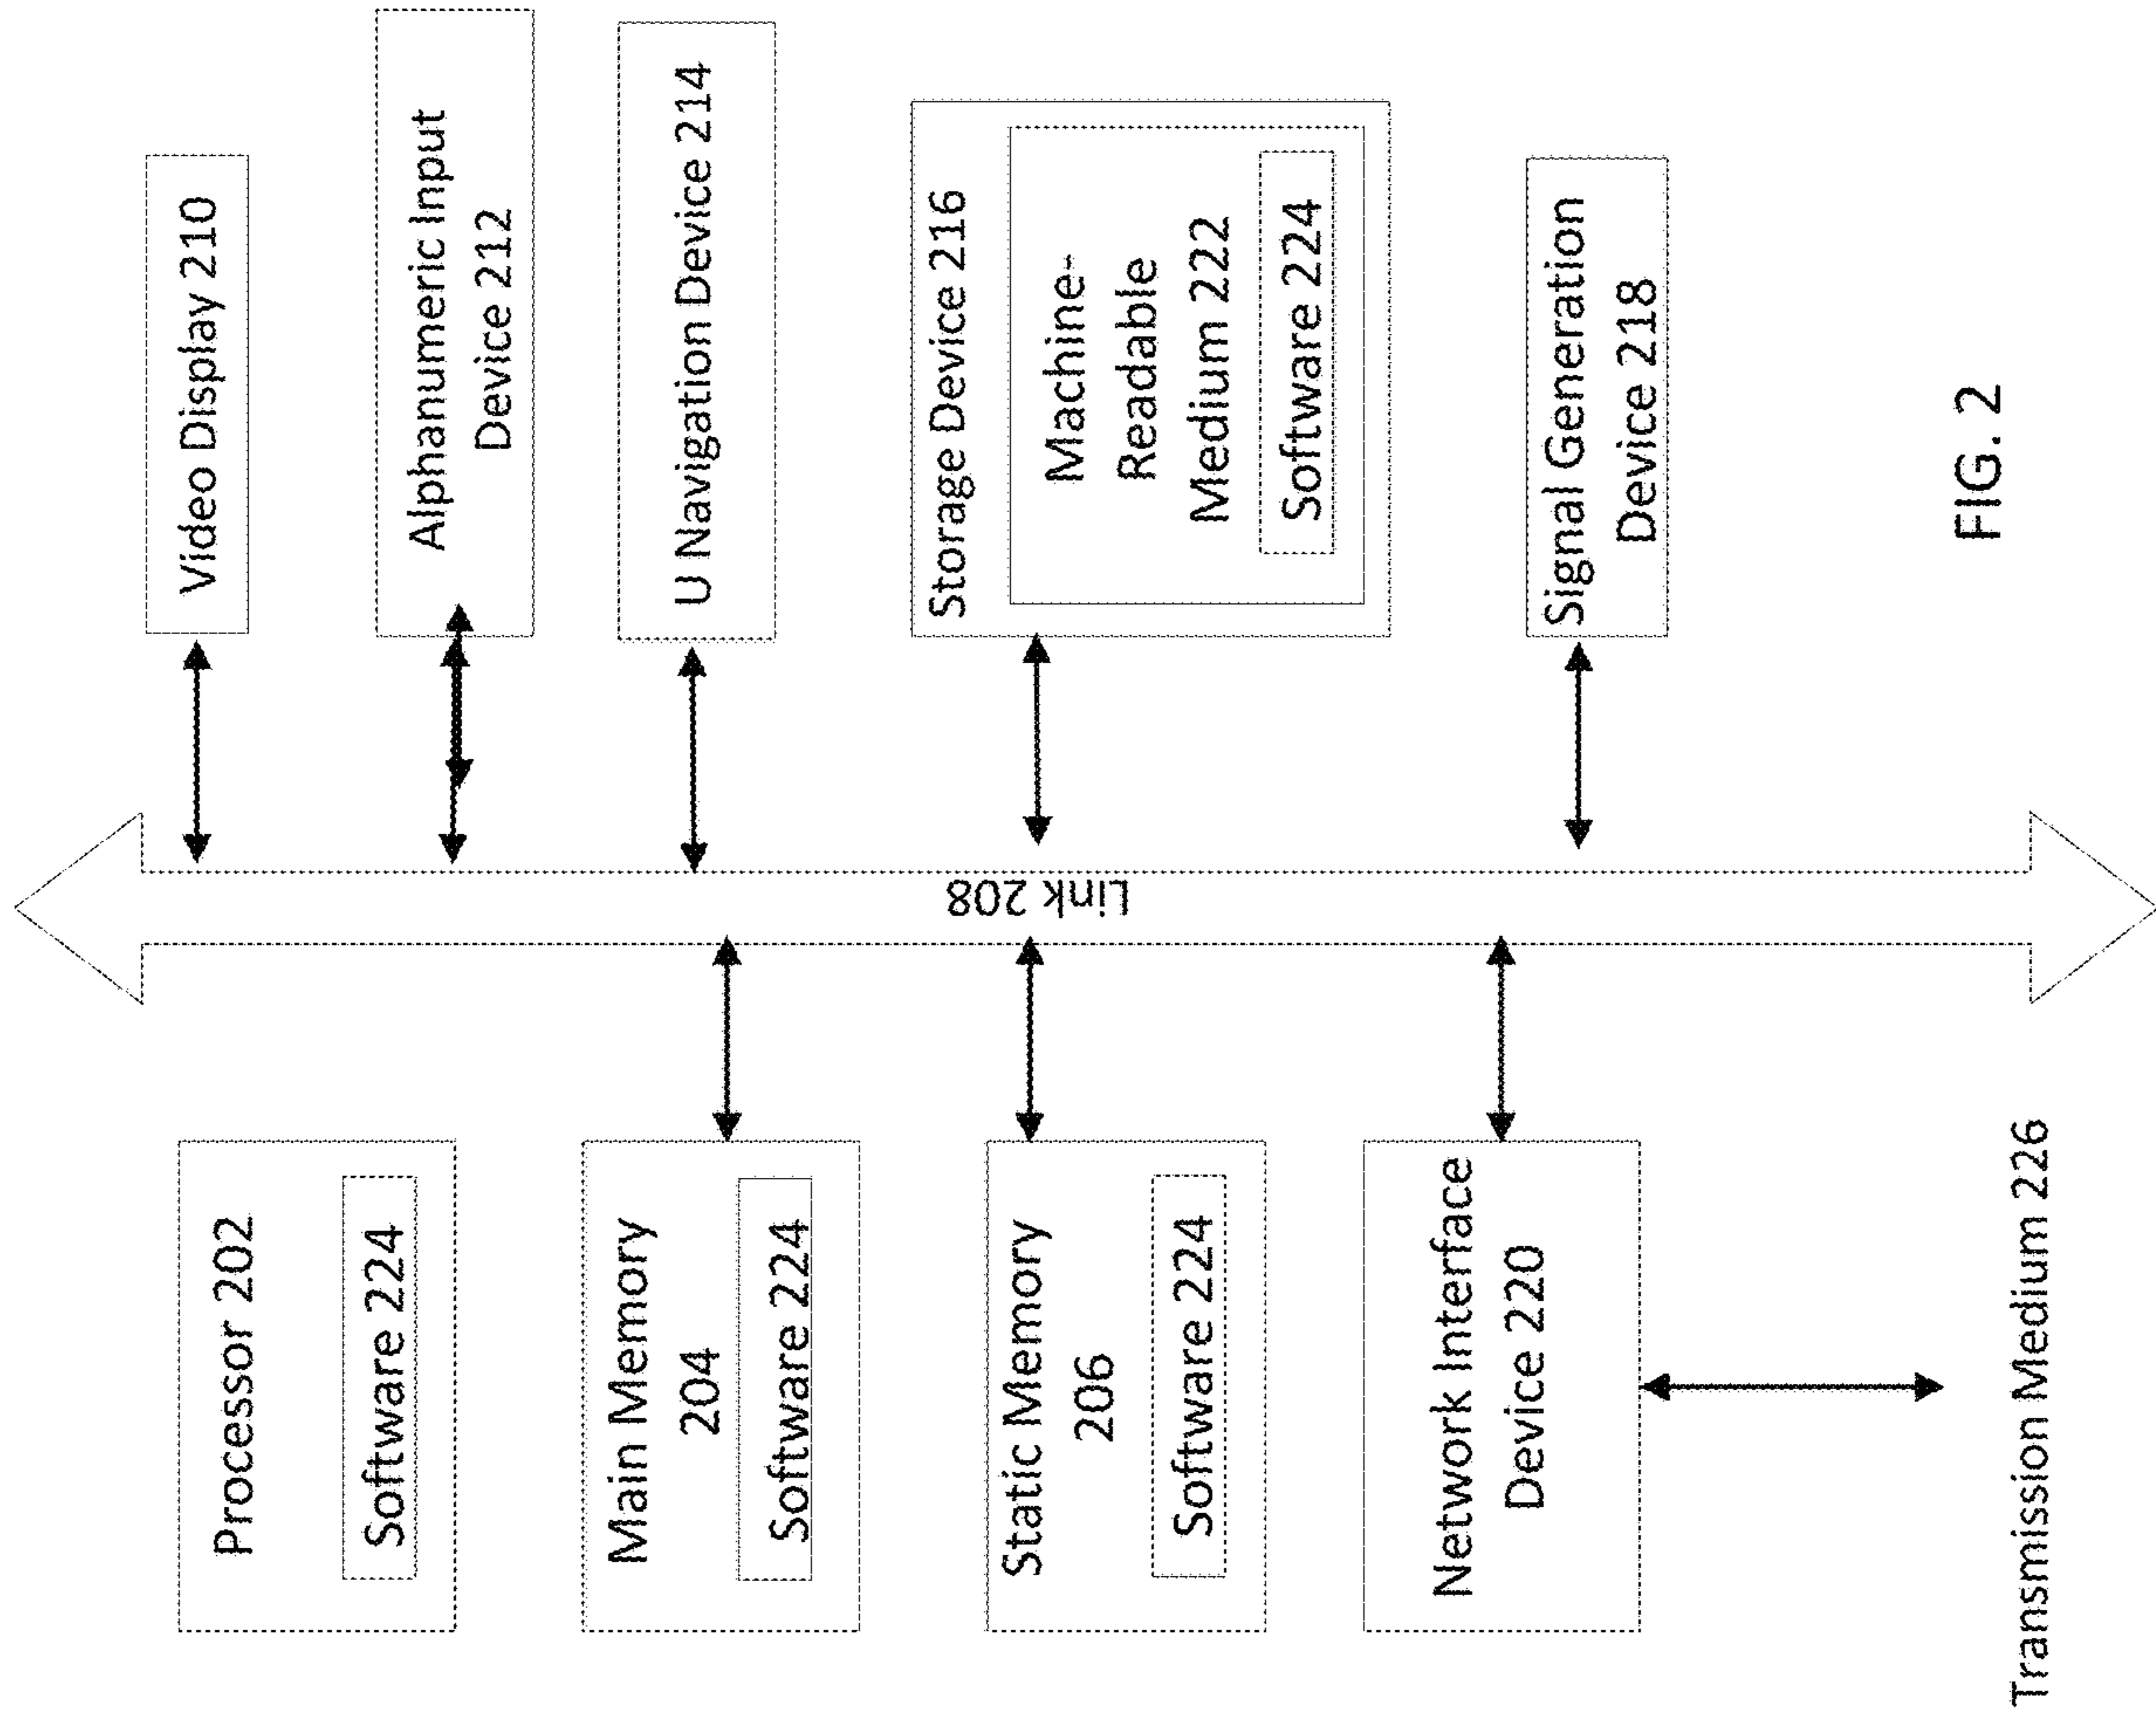 Processor 202
Software 224
Main Memory
204
Software 224
Static Memory
206
Software 224
Network Interface
Device 220
Transmission Medium 226
Link 208
Video Display 210
Alphanumeric Input
Device 212
U Navigation Device 214
Storage Device 216
Machine-
Readable
Medium 222
Software 224
Signal Generation
Device 218
FIG. 2